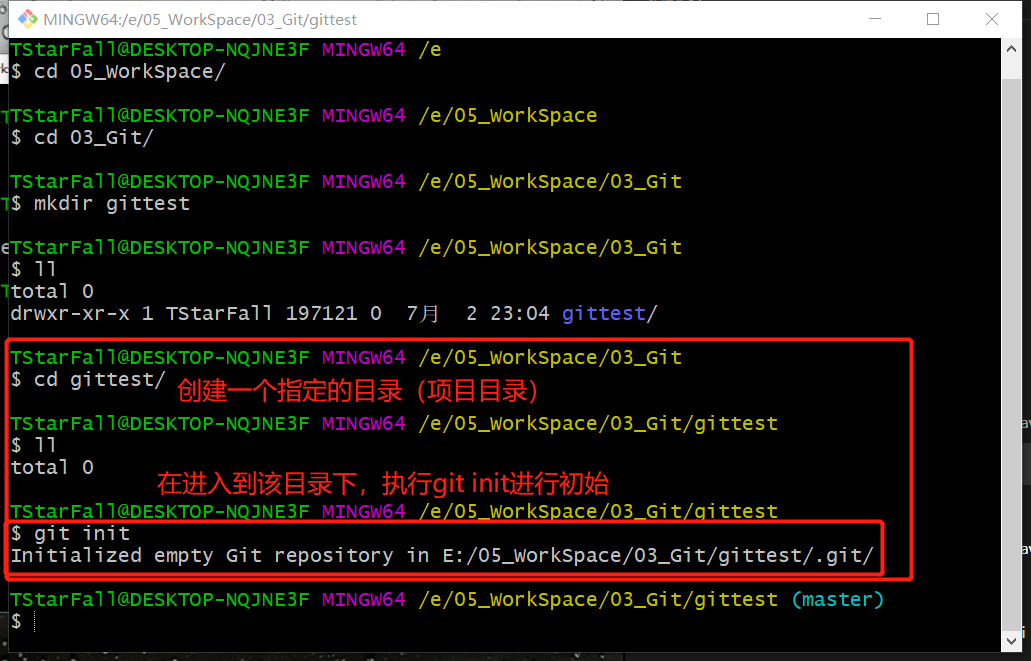 MINGW64:/e/05_WorkSpace/03_Git/gittest
TStarFall@DESKTOP-NQJNE3F MINGW64 /e
$ cd 05_WorkSpace/
TStarFall@DESKTOP-NQJNE3F MINGW64 /e/05_WorkSpace
$ cd 03_Git/
TStarFall@DESKTOP-NQJNE3F MINGW64 /e/05_WorkSpace/03_Git
$ mkdir gittest
TStarFall@DESKTOP-NQJNE3F MINGW64 /e/05_WorkSpace/03_Git
$ ll
total 0
drwxr-xr-x 1 TStarFall 197121 0  7月  2 23:04 gittest/
TStarFall@DESKTOP-NQJNE3F MINGW64 /e/05_WorkSpace/03_Git
$ cd gittest/
创建一个指定的目录（项目目录）
TStarFall@DESKTOP-NQJNE3F MINGW64 /e/05_WorkSpace/03_Git/gittest
$ ll
total 0
在进入到该目录下，执行git init进行初始
TStarFall@DESKTOP-NQJNE3F MINGW64 /e/05_WorkSpace/03_Git/gittest
$ git init
Initialized empty Git repository in E:/05_WorkSpace/03_Git/gittest/.git/
TStarFall@DESKTOP-NQJNE3F MINGW64 /e/05_WorkSpace/03_Git/gittest (master)
$